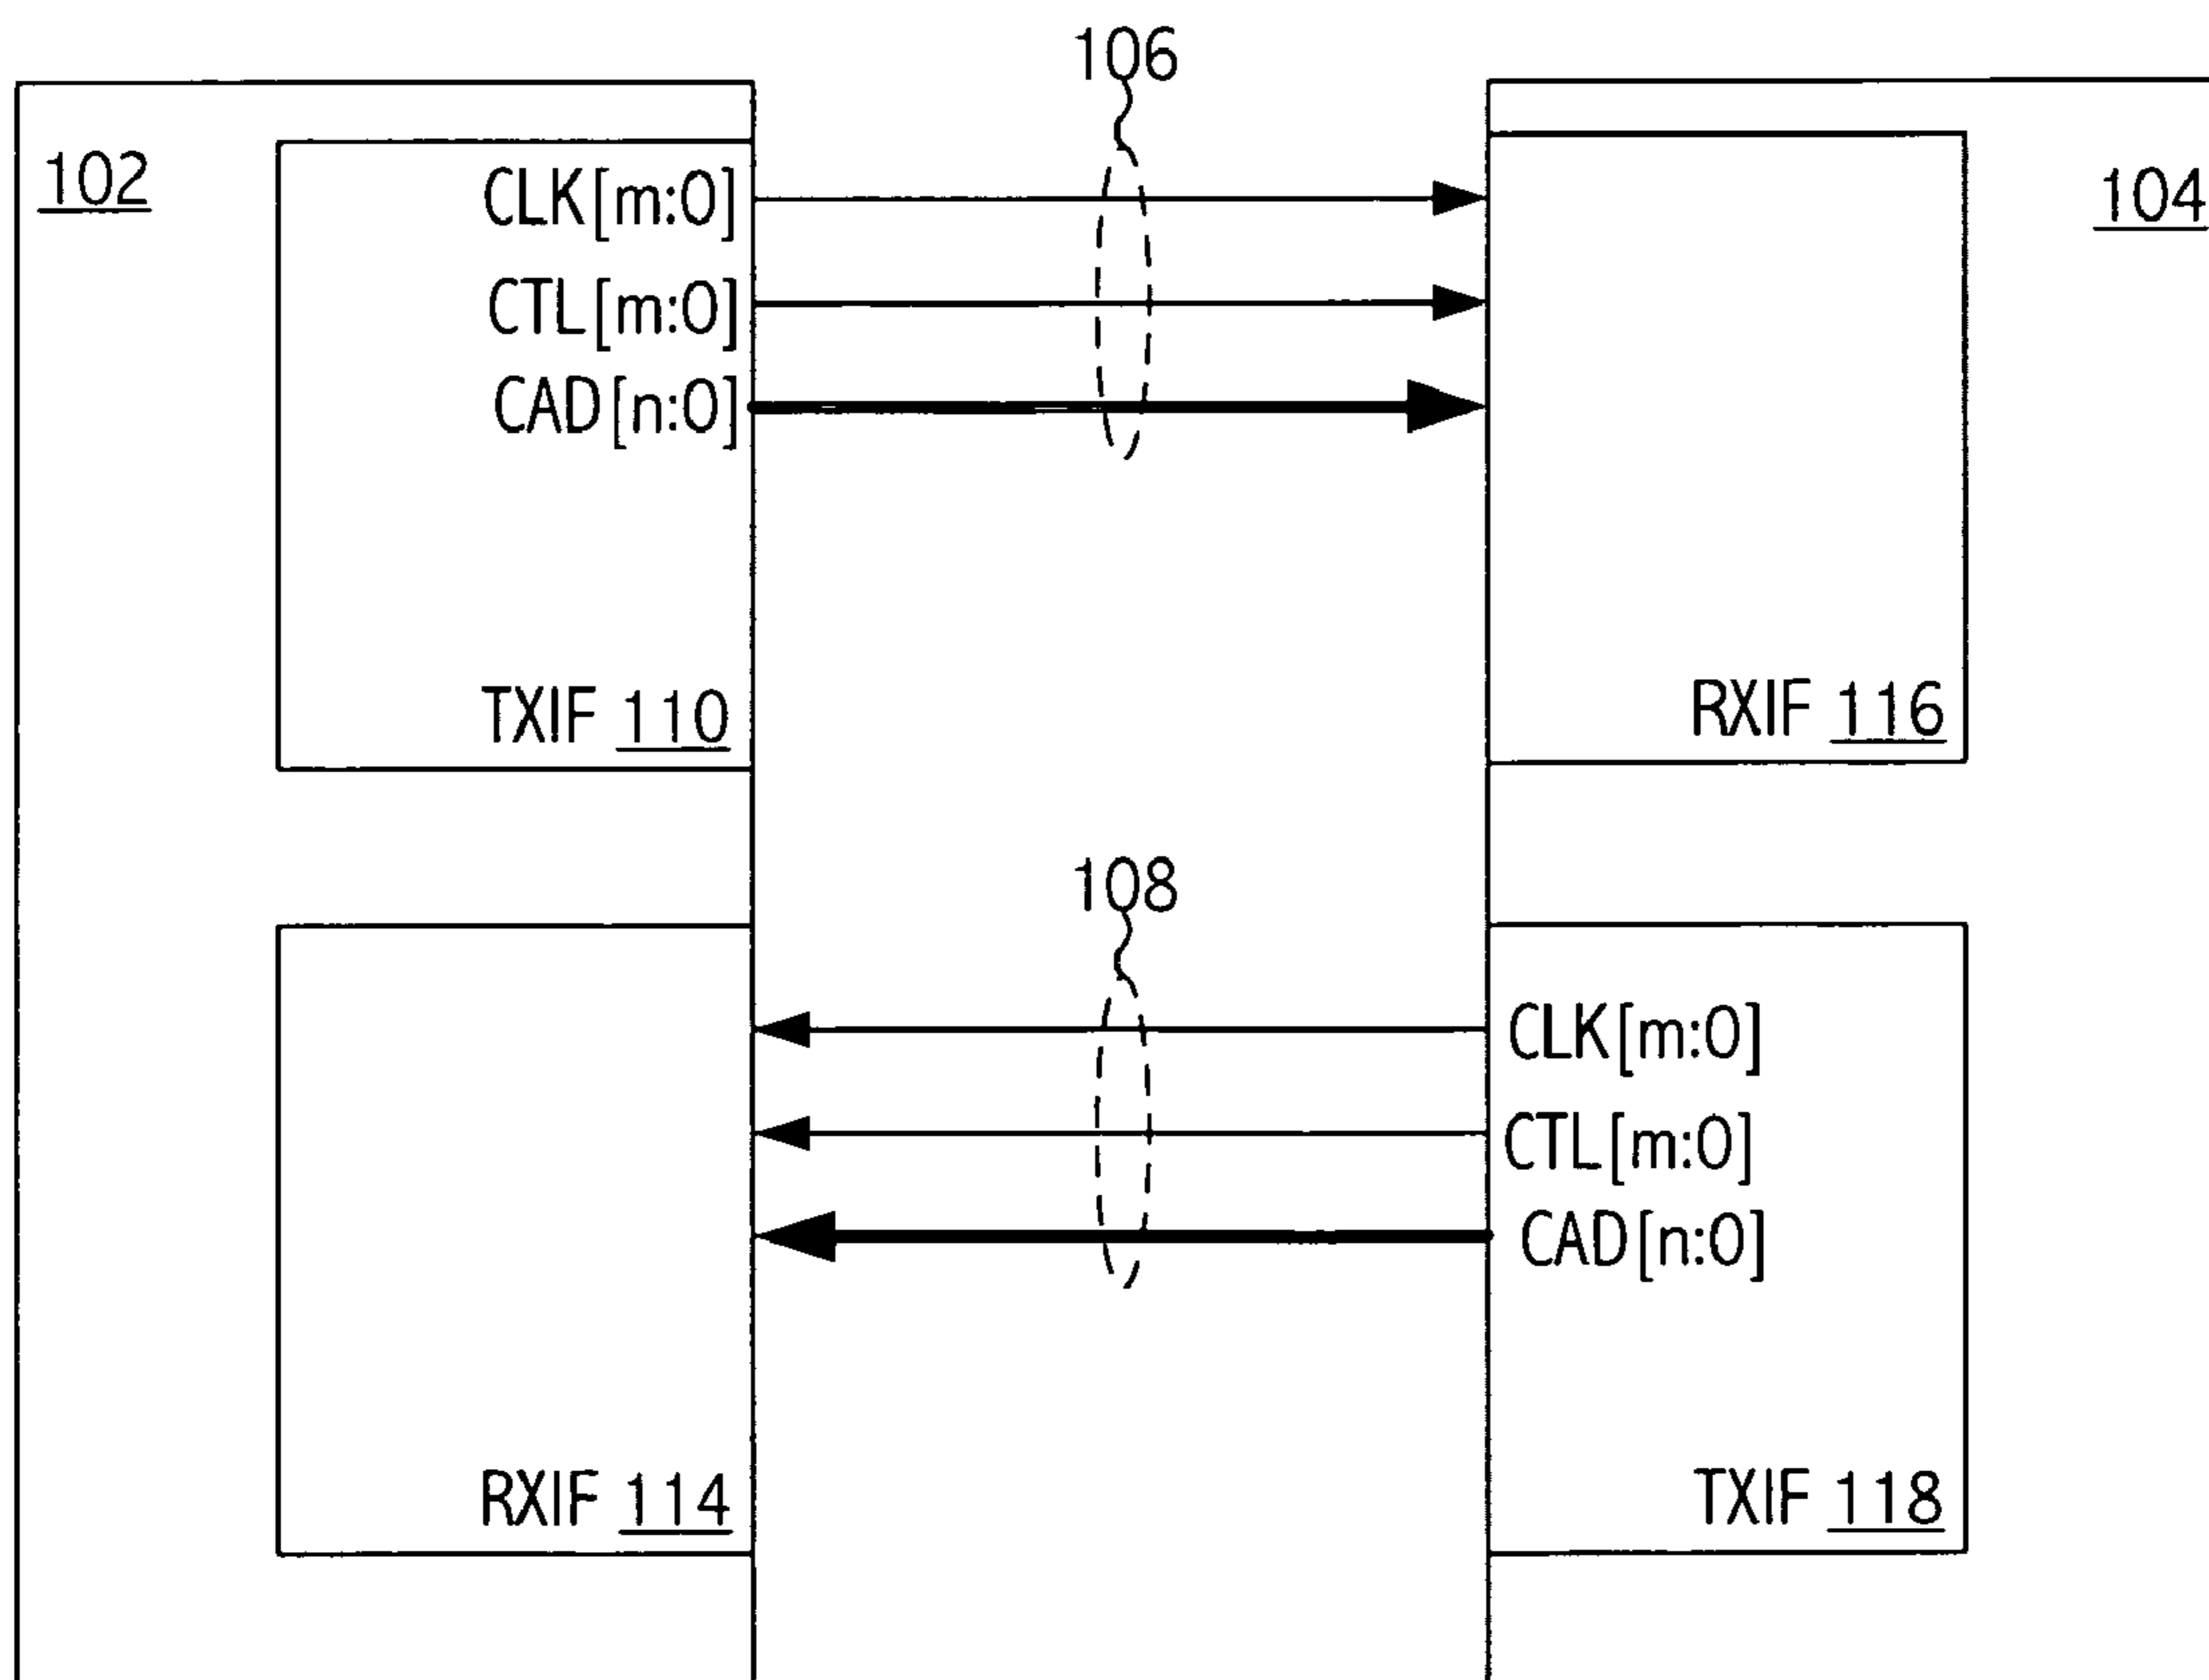 106
102
104
CLK[m:0]
CTL[m:0]
CAD[n:0]
TXIF 110
RXIF 116
108
CLK[m:0]
CTL[m:0]
CAD[n:0]
RXIF 114
TXIF 118